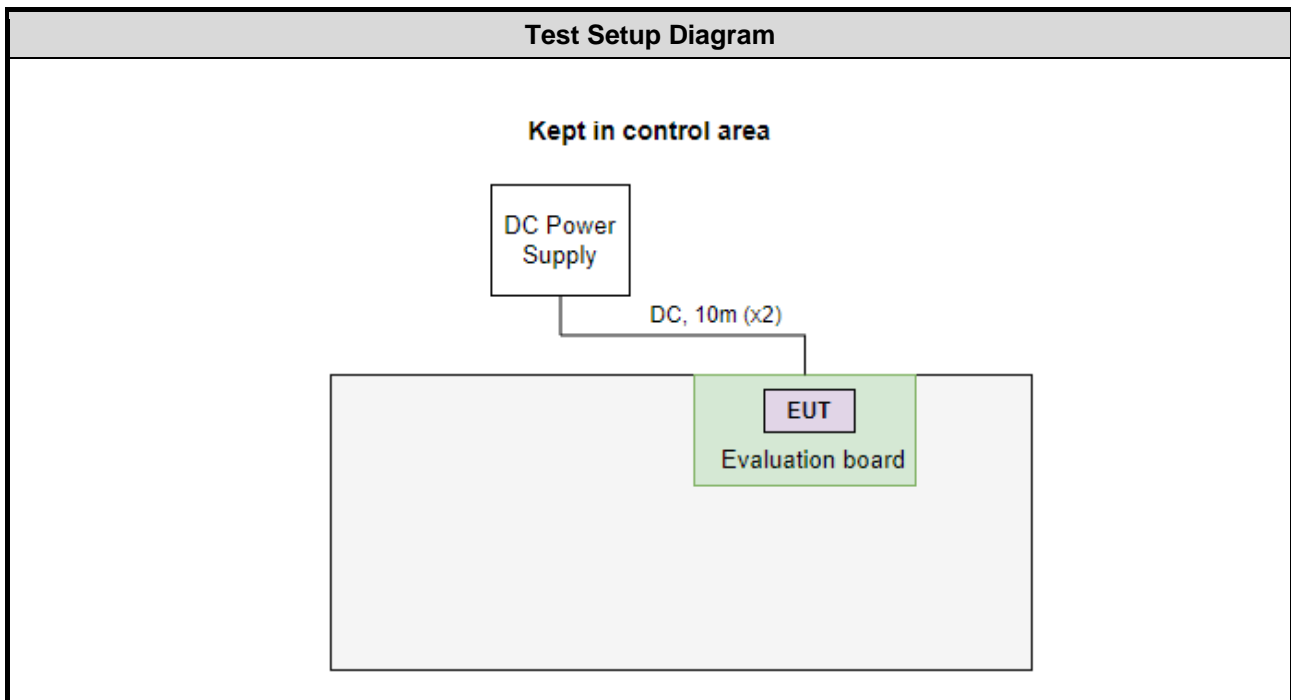 Test Setup Diagram
Kept in control area
DC Power
Supply
DC, 10m (x2)
EUT
Evaluation board